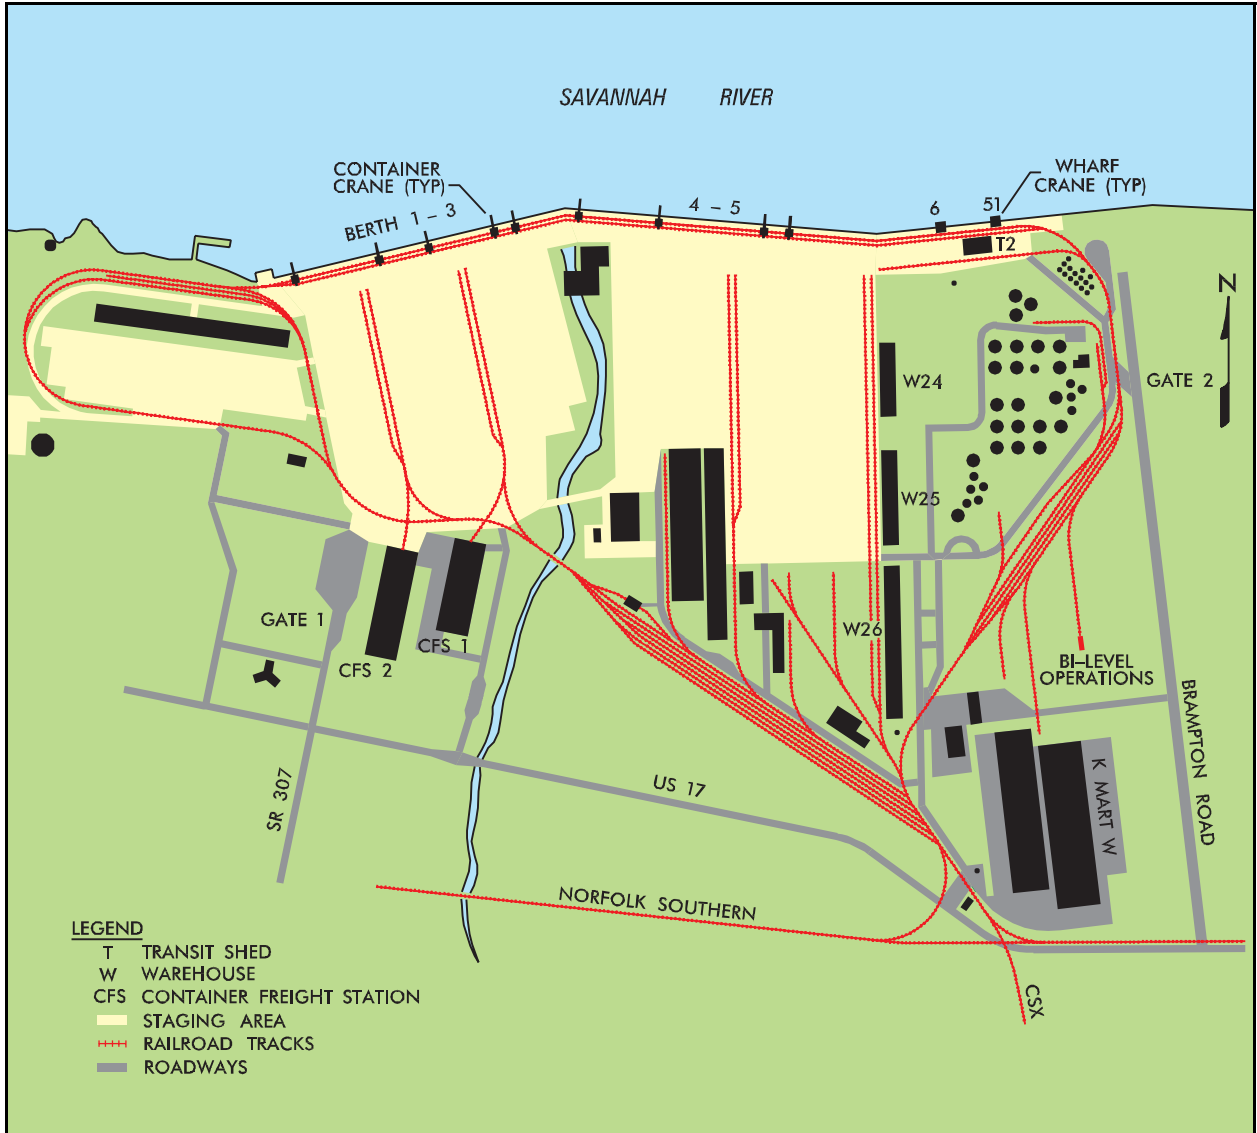 SAVANNAH RIVER
CONTAINER
CRANE (TYP)
WHARF
CRANE (TYP)
BERTH 1 – 3
4 – 5
6
51
T2
N
W24
GATE 2
W25
W26
GATE 1
CFS 2
CFS 1
BI–LEVEL
OPERATIONS
BRAMPTON ROAD
SR 307
US 17
K MART W
NORFOLK SOUTHERN
CSX
LEGEND
T TRANSIT SHED
W WAREHOUSE
CFS CONTAINER FREIGHT STATION
STAGING AREA
RAILROAD TRACKS
ROADWAYS